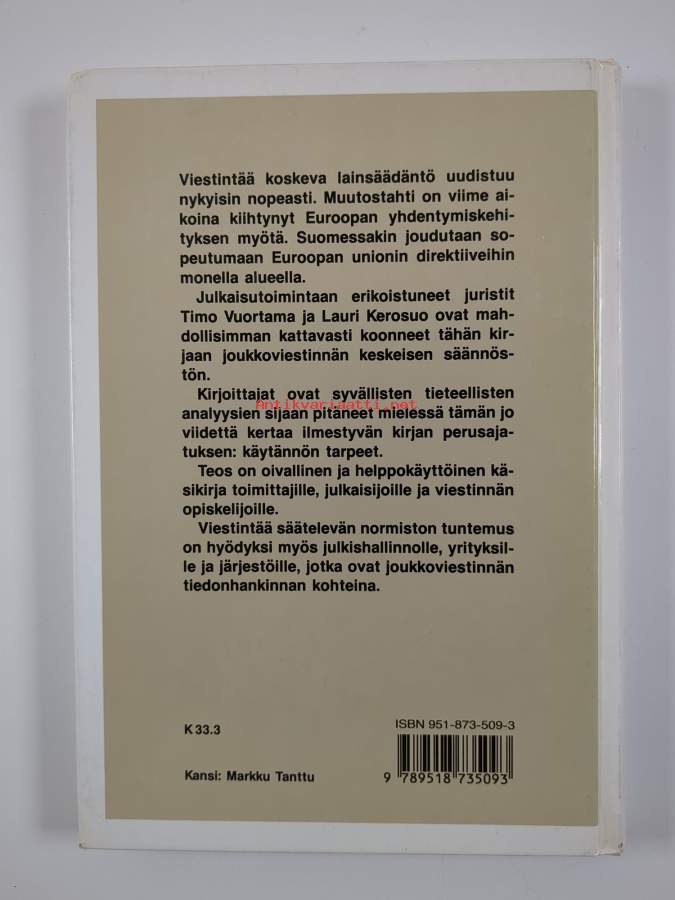 Viestintää koskeva lainsäädäntö uudistuu
nykyisin nopeasti. Muutostahti on viime ai-
koina kiihtynyt Euroopan yhdentymiskehi-
tyksen myötä. Suomessakin joudutaan so-
peutumaan Euroopan unionin direktiiveihin
monella alueella.
Julkaisutoimintaan erikoistuneet juristit
Timo Vuortama ja Lauri Kerosuo ovat mah-
dollisimman kattavasti koonneet tähän kir-
jaan joukkoviestinnän keskeisen säännös-
tön.
Kirjoittajat ovat syvällisten tieteellisten
Antikvariaatti.net
analyysien sijaan pitäneet mielessä tämän jo
viidettä kertaa ilmestyvän kirjan perusaja-
tuksen: käytännön tarpeet.
Teos on oivallinen ja helppokäyttöinen kä-
sikirja toimittajille, julkaisijoille ja viestinnän
opiskelijoille.
Viestintää säätelevän normiston tuntemus
on hyödyksi myös julkishallinnolle, yrityksil-
le ja järjestöille, jotka ovat joukkoviestinnän
tiedonhankinnan kohteina.
K 33.3
ISBN 951-873-509-3
Kansi: Markku Tanttu
9 789518 735093